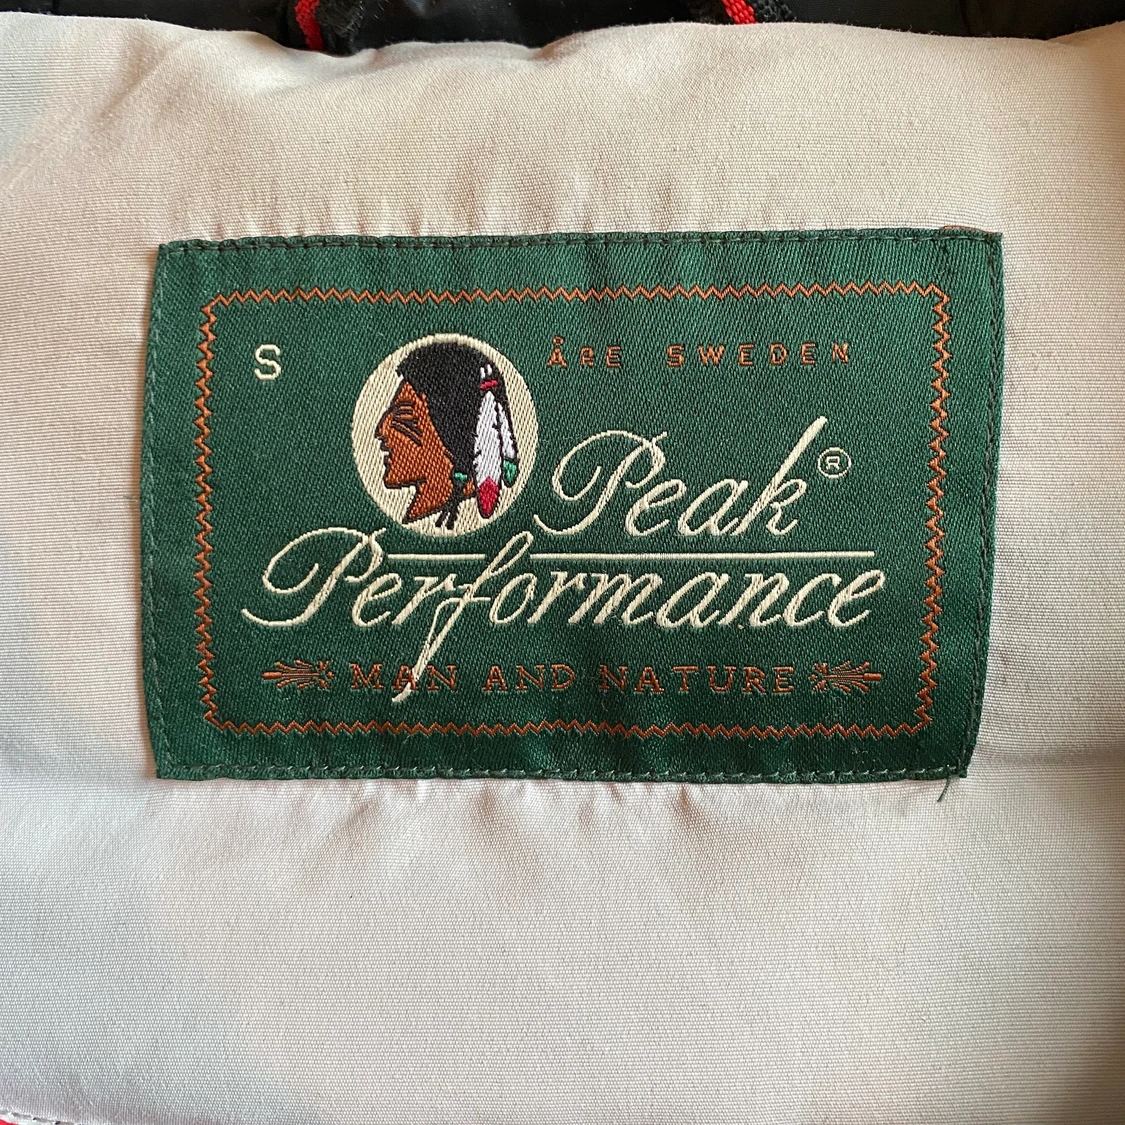 S
ÅRE SWEDEN
Peak®
Performance
MAN AND NATURE